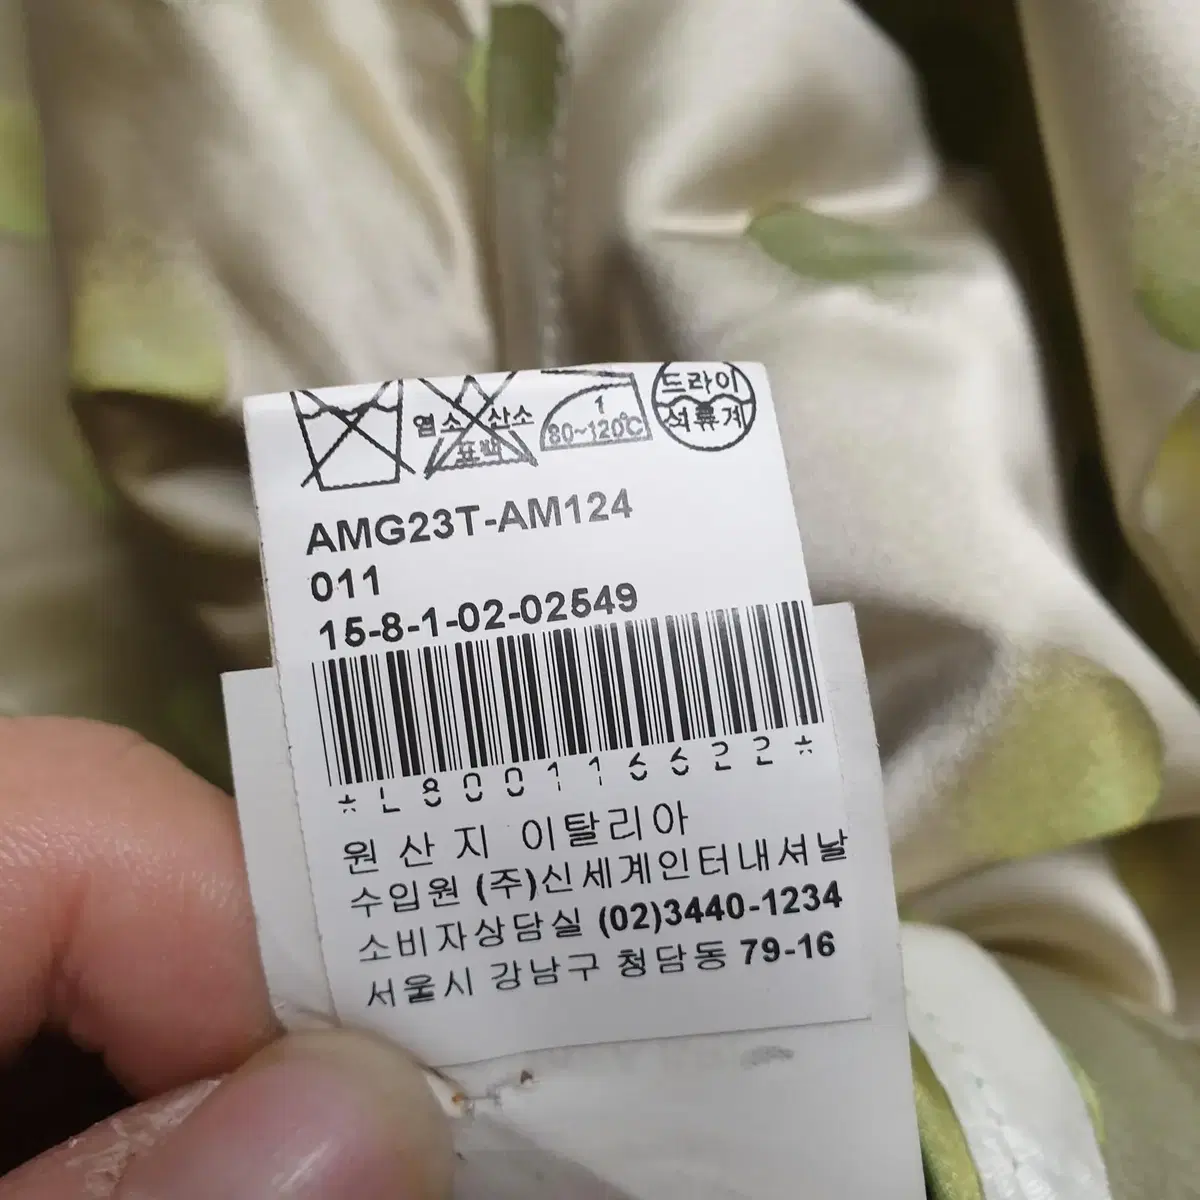 염소 산소 표백
1 80~120℃
드라이 석유계
AMG23T-AM124
011
15-8-1-02-02549
*L800116622*
원산지 이탈리아
수입원 (주)신세계인터내셔날
소비자상담실 (02)3440-1234
서울시 강남구 청담동 79-16